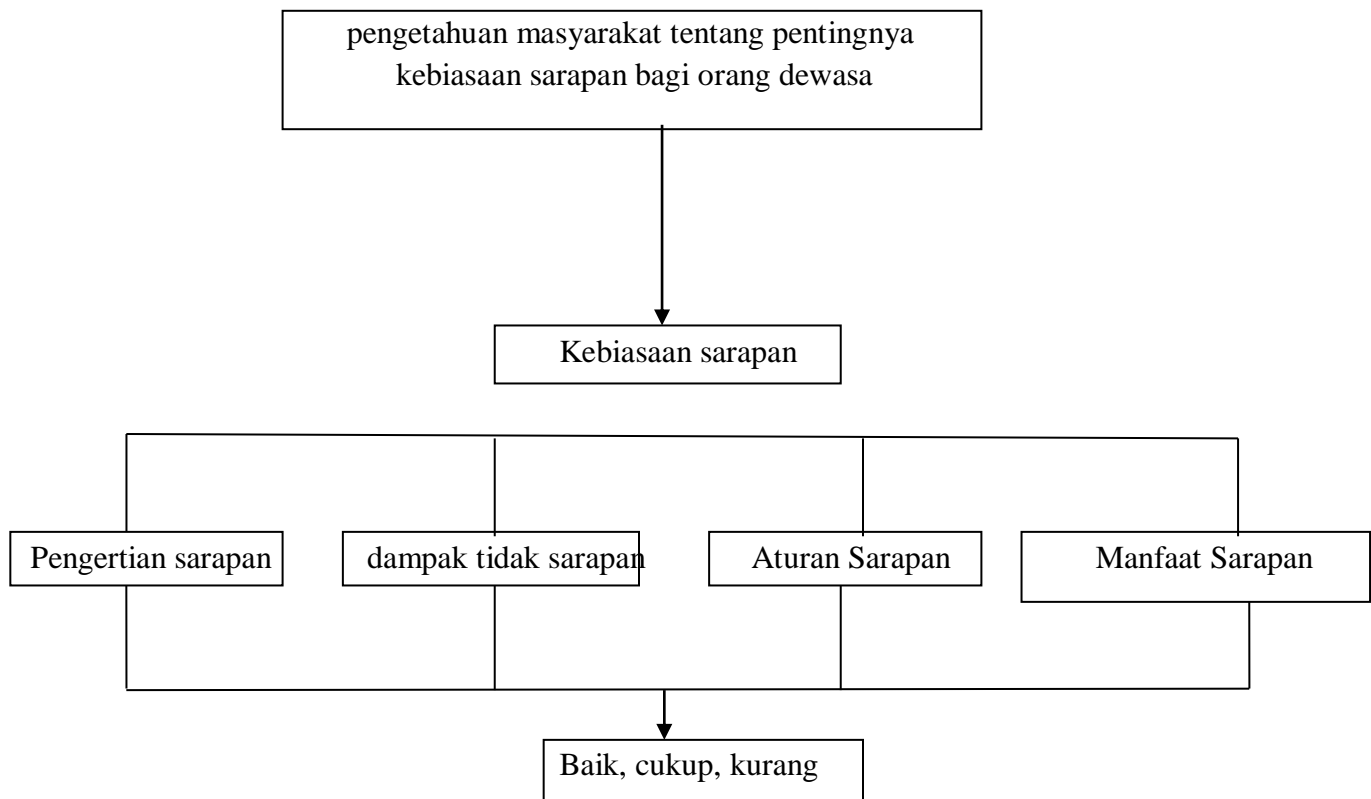 pengetahuan masyarakat tentang pentingnya
kebiasaan sarapan bagi orang dewasa
Kebiasaan sarapan
Pengertian sarapan
dampak tidak sarapan
Aturan Sarapan
Manfaat Sarapan
Baik, cukup, kurang